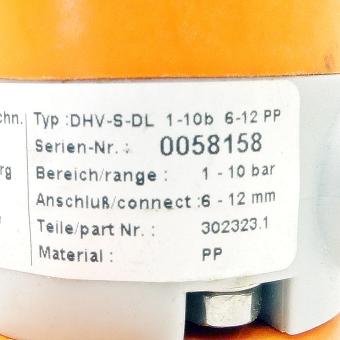 chn. Typ :DHV-S-DL 1-10b 6-12 PP
Serien-Nr. : 0058158
rg Bereich/range : 1 - 10 bar
Anschluß/connect :6 - 12 mm
Teile/part Nr. : 302323.1
Material : PP